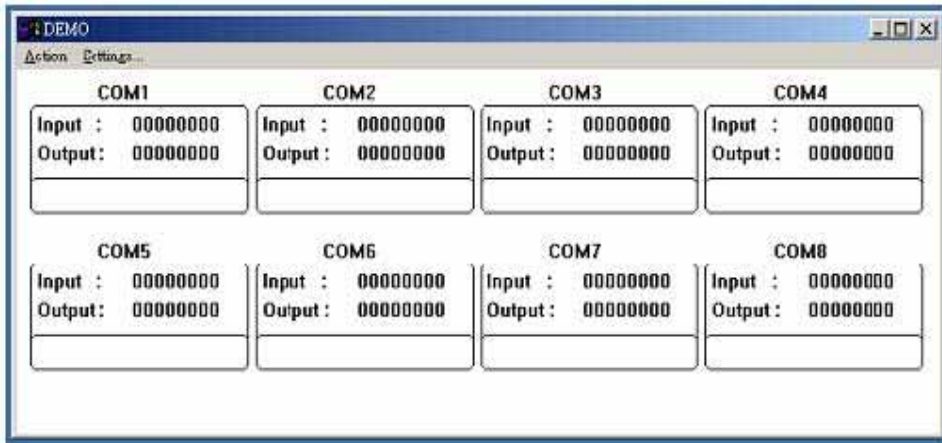 DEMO
Action Settings...
COM1 COM2 COM3 COM4
Input : 00000000 Input : 00000000 Input : 00000000 Input : 00000000
Output : 00000000 Output : 00000000 Output : 00000000 Output : 00000000
COM5 COM6 COM7 COM8
Input : 00000000 Input : 00000000 Input : 00000000 Input : 00000000
Output : 00000000 Output : 00000000 Output : 00000000 Output : 00000000